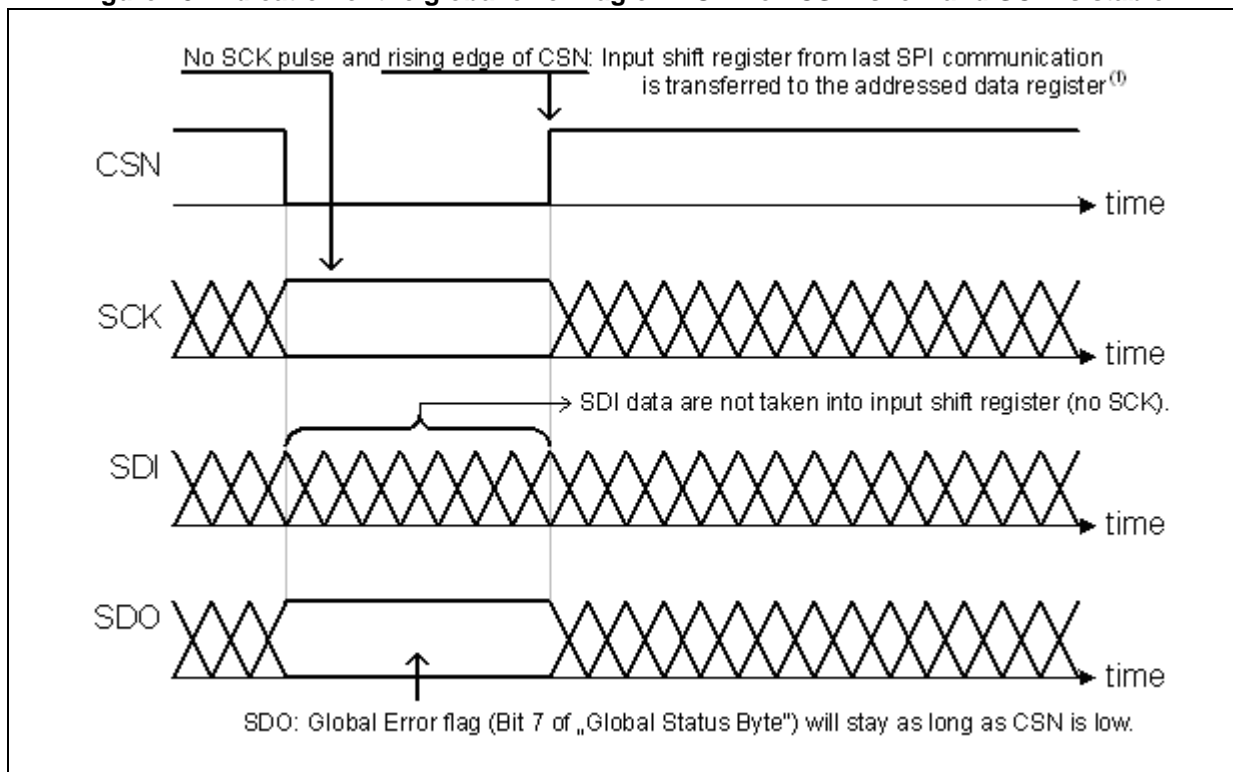 No SCK pulse and rising edge of CSN: Input shift register from last SPI communication
is transferred to the addressed data register(1)
CSN
time
SCK
time
SDI data are not taken into input shift register (no SCK).
SDI
time
SDO
time
SDO: Global Error flag (Bit 7 of „Global Status Byte") will stay as long as CSN is low.